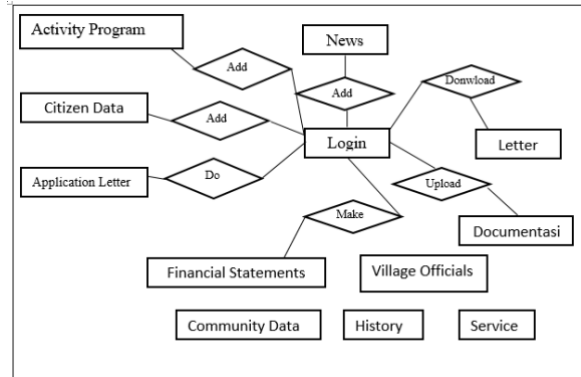 Activity Program
News
Add
Donwload
Add
Citizen Data
Add
Login
Letter
Application Letter
Do
Upload
Make
Documentasi
Financial Statements
Village Officials
Community Data
History
Service